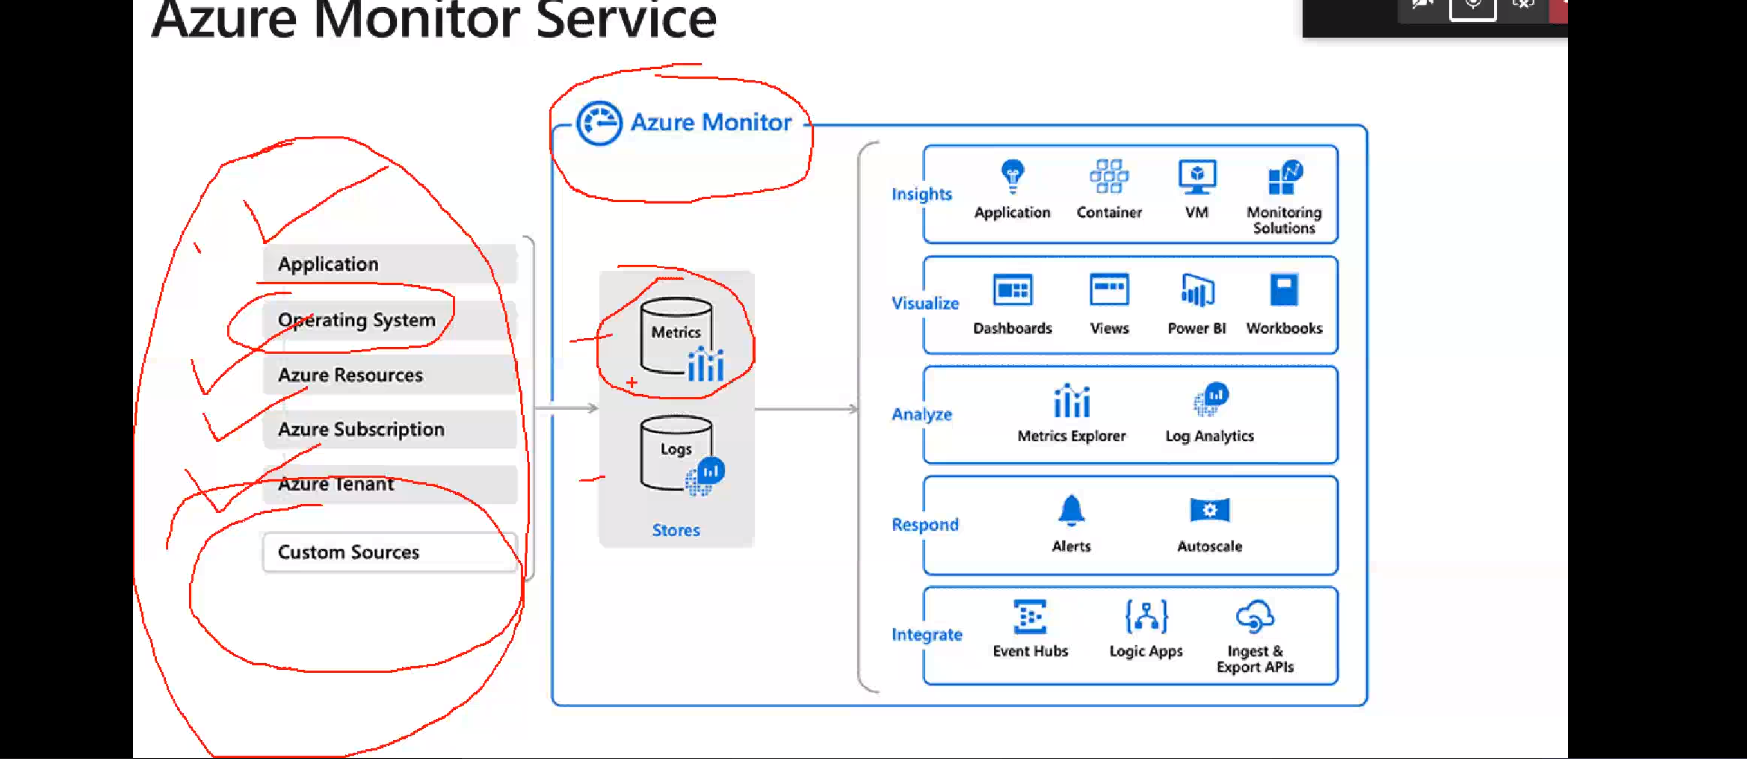 Azure Monitor Service
Azure Monitor
Application
Operating System
Azure Resources
Azure Subscription
Azure Tenant
Custom Sources
Metrics
Logs
Stores
Insights
Application
Container
VM
Monitoring
Solutions
Visualize
Dashboards
Views
Power BI
Workbooks
Analyze
Metrics Explorer
Log Analytics
Respond
Alerts
Autoscale
Integrate
Event Hubs
Logic Apps
Ingest &
Export APIs